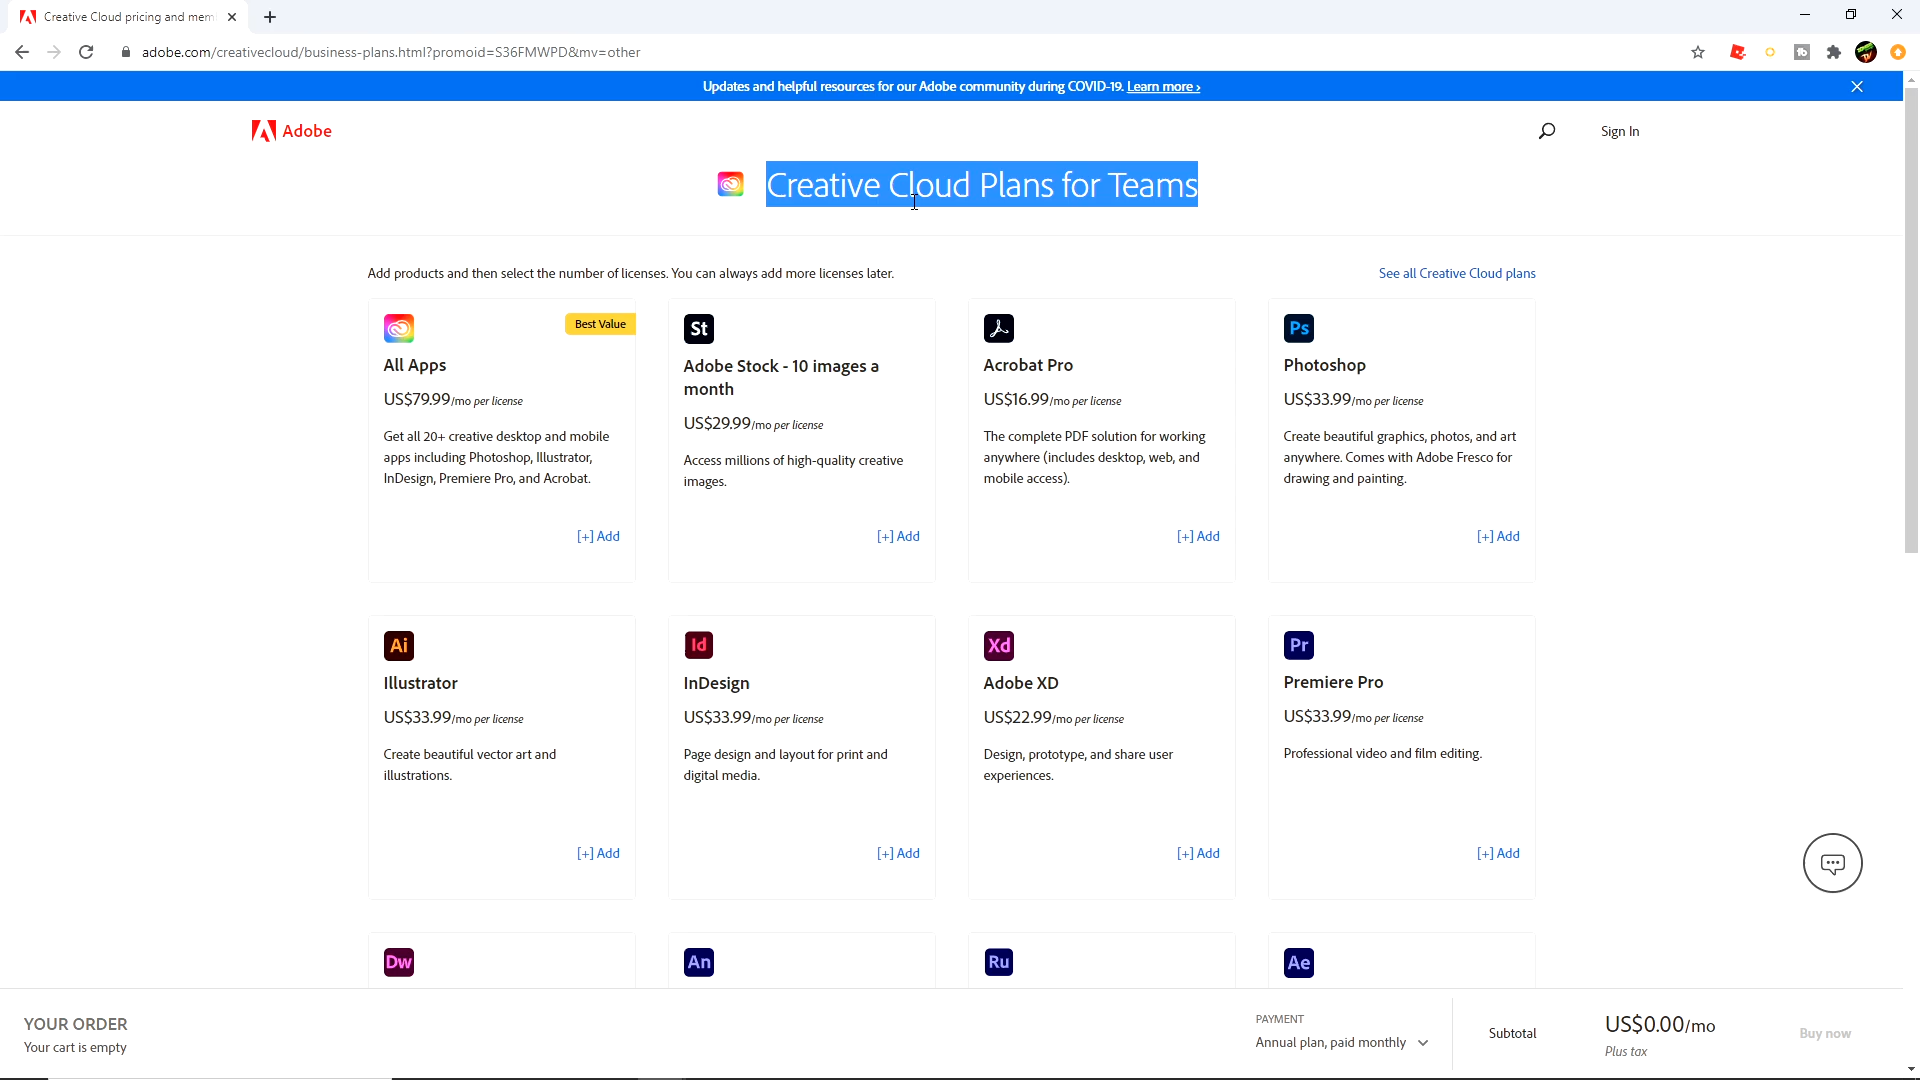 Creative Cloud pricing and mem
adobe.com/creativecloud/business-plans.html?promoid=S36FMWPD&mv=other
Updates and helpful resources for our Adobe community during COVID-19. Learn more ›
Adobe
Sign In
Creative Cloud Plans for Teams
Add products and then select the number of licenses. You can always add more licenses later.
See all Creative Cloud plans
Best Value
All Apps
US$79.99/mo per license
Get all 20+ creative desktop and mobile
apps including Photoshop, Illustrator,
InDesign, Premiere Pro, and Acrobat.
[+] Add
St
Adobe Stock - 10 images a
month
US$29.99/mo per license
Access millions of high-quality creative
images.
[+] Add
Acrobat Pro
US$16.99/mo per license
The complete PDF solution for working
anywhere (includes desktop, web, and
mobile access).
[+] Add
Ps
Photoshop
US$33.99/mo per license
Create beautiful graphics, photos, and art
anywhere. Comes with Adobe Fresco for
drawing and painting.
[+] Add
Ai
Illustrator
US$33.99/mo per license
Create beautiful vector art and
illustrations.
[+] Add
Id
InDesign
US$33.99/mo per license
Page design and layout for print and
digital media.
[+] Add
Xd
Adobe XD
US$22.99/mo per license
Design, prototype, and share user
experiences.
[+] Add
Pr
Premiere Pro
US$33.99/mo per license
Professional video and film editing.
[+] Add
Dw
An
Ru
Ae
YOUR ORDER
Your cart is empty
PAYMENT
Annual plan, paid monthly
Subtotal
US$0.00/mo
Plus tax
Buy now